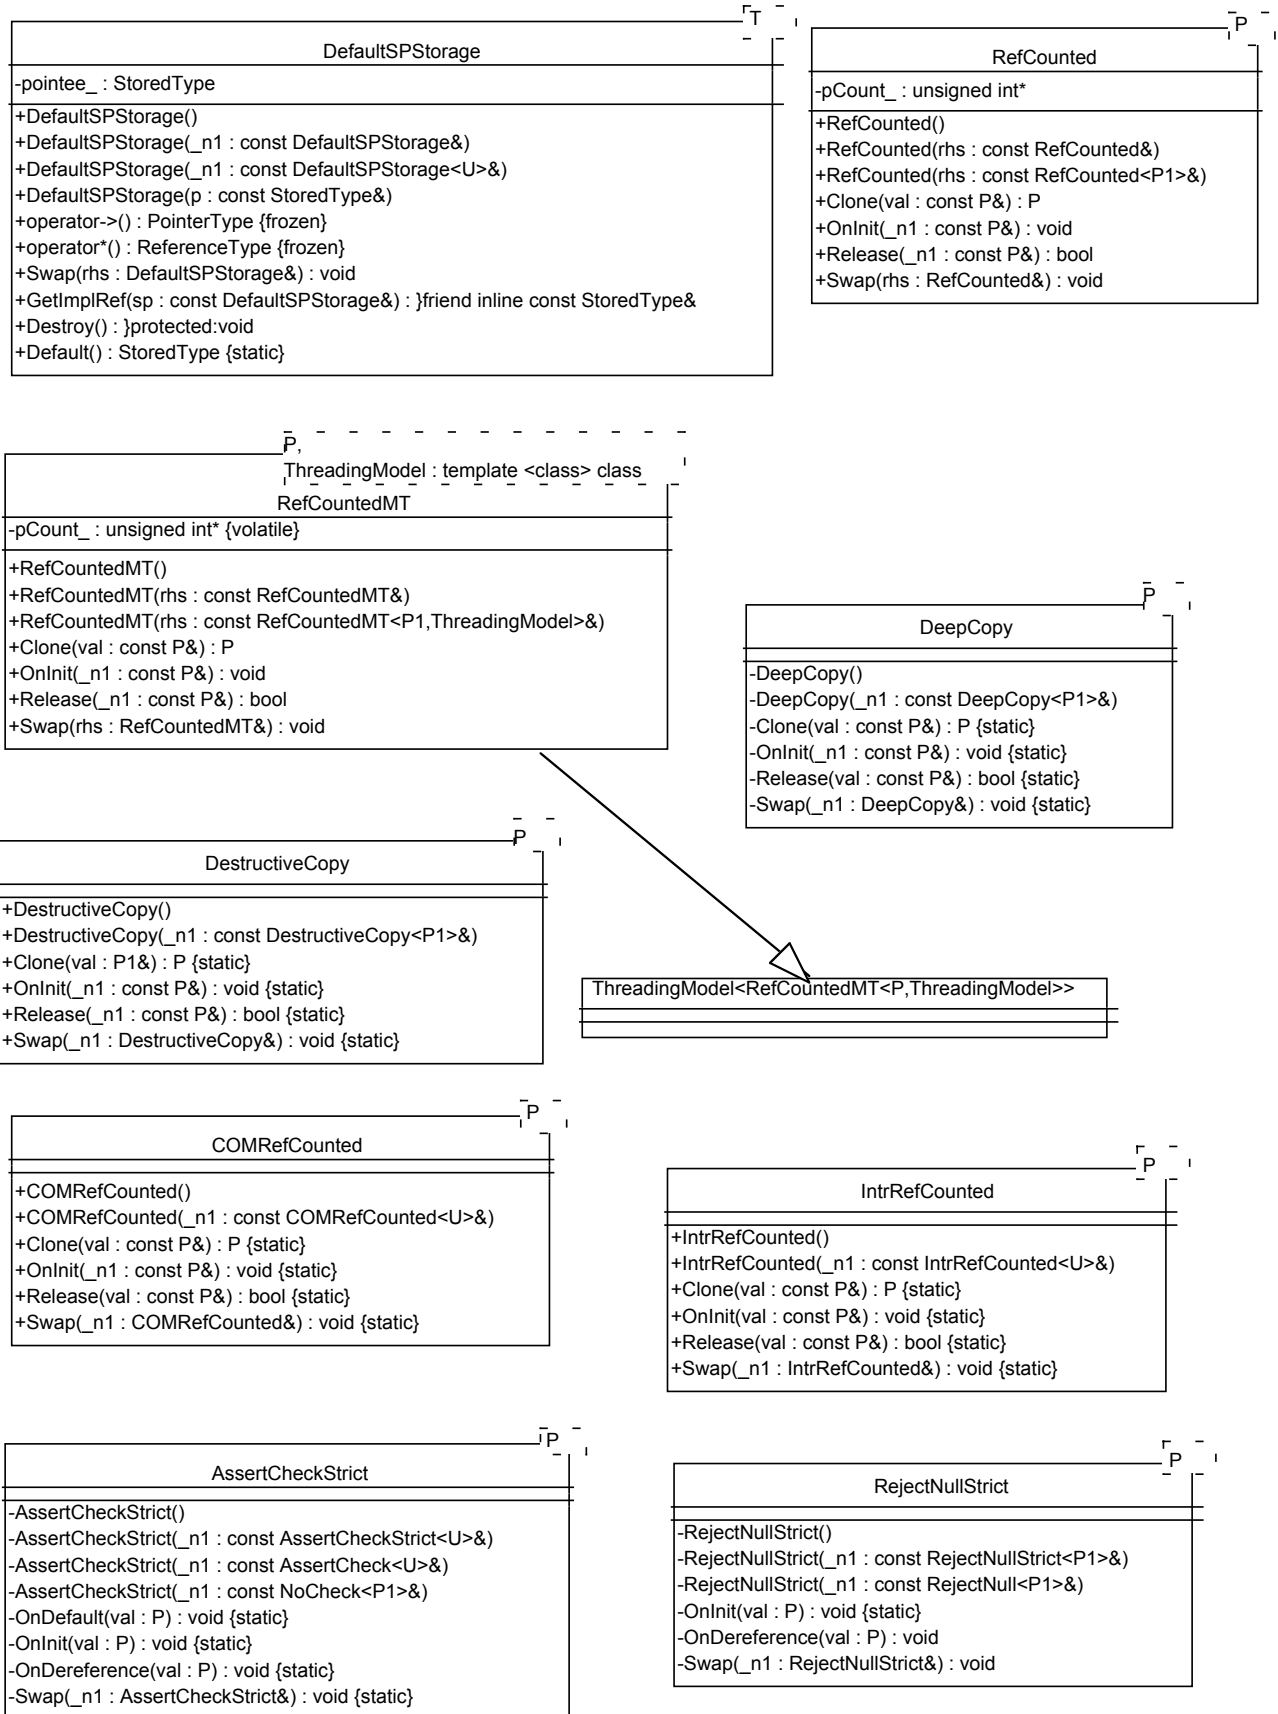 T
DefaultSPStorage
-pointee_ : StoredType
+DefaultSPStorage()
+DefaultSPStorage(_n1 : const DefaultSPStorage&)
+DefaultSPStorage(_n1 : const DefaultSPStorage<U>&)
+DefaultSPStorage(p : const StoredType&)
+operator->() : PointerType {frozen}
+operator*() : ReferenceType {frozen}
+Swap(rhs : DefaultSPStorage&) : void
+GetImplRef(sp : const DefaultSPStorage&) : }friend inline const StoredType&
+Destroy() : }protected:void
+Default() : StoredType {static}
P
RefCounted
-pCount_ : unsigned int*
+RefCounted()
+RefCounted(rhs : const RefCounted&)
+RefCounted(rhs : const RefCounted<P1>&)
+Clone(val : const P&) : P
+OnInit(_n1 : const P&) : void
+Release(_n1 : const P&) : bool
+Swap(rhs : RefCounted&) : void
P,
ThreadingModel : template <class> class
RefCountedMT
-pCount_ : unsigned int* {volatile}
+RefCountedMT()
+RefCountedMT(rhs : const RefCountedMT&)
+RefCountedMT(rhs : const RefCountedMT<P1,ThreadingModel>&)
+Clone(val : const P&) : P
+OnInit(_n1 : const P&) : void
+Release(_n1 : const P&) : bool
+Swap(rhs : RefCountedMT&) : void
P
DeepCopy
-DeepCopy()
-DeepCopy(_n1 : const DeepCopy<P1>&)
-Clone(val : const P&) : P {static}
-OnInit(_n1 : const P&) : void {static}
-Release(val : const P&) : bool {static}
-Swap(_n1 : DeepCopy&) : void {static}
P
DestructiveCopy
+DestructiveCopy()
+DestructiveCopy(_n1 : const DestructiveCopy<P1>&)
+Clone(val : P1&) : P {static}
+OnInit(_n1 : const P&) : void {static}
+Release(_n1 : const P&) : bool {static}
+Swap(_n1 : DestructiveCopy&) : void {static}
ThreadingModel<RefCountedMT<P,ThreadingModel>>
P
COMRefCounted
+COMRefCounted()
+COMRefCounted(_n1 : const COMRefCounted<U>&)
+Clone(val : const P&) : P {static}
+OnInit(_n1 : const P&) : void {static}
+Release(val : const P&) : bool {static}
+Swap(_n1 : COMRefCounted&) : void {static}
P
IntrRefCounted
+IntrRefCounted()
+IntrRefCounted(_n1 : const IntrRefCounted<U>&)
+Clone(val : const P&) : P {static}
+OnInit(val : const P&) : void {static}
+Release(val : const P&) : bool {static}
+Swap(_n1 : IntrRefCounted&) : void {static}
P
AssertCheckStrict
-AssertCheckStrict()
-AssertCheckStrict(_n1 : const AssertCheckStrict<U>&)
-AssertCheckStrict(_n1 : const AssertCheck<U>&)
-AssertCheckStrict(_n1 : const NoCheck<P1>&)
-OnDefault(val : P) : void {static}
-OnInit(val : P) : void {static}
-OnDereference(val : P) : void {static}
-Swap(_n1 : AssertCheckStrict&) : void {static}
P
RejectNullStrict
-RejectNullStrict()
-RejectNullStrict(_n1 : const RejectNullStrict<P1>&)
-RejectNullStrict(_n1 : const RejectNull<P1>&)
-OnInit(val : P) : void {static}
-OnDereference(val : P) : void
-Swap(_n1 : RejectNullStrict&) : void